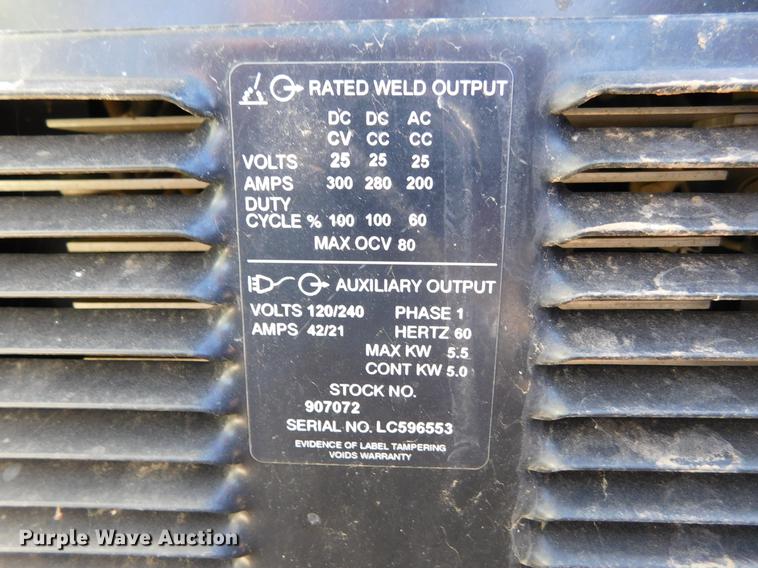 RATED WELD OUTPUT
DC DC AC
CV CC CC
VOLTS 25 25 25
AMPS 300 280 200
DUTY
CYCLE % 100 100 60
MAX OCV 80
AUXILIARY OUTPUT
VOLTS 120/240 PHASE 1
AMPS 42/21 HERTZ 60
MAX KW 5.5
CONT KW 5.0
STOCK NO.
907072
SERIAL NO. LC596553
EVIDENCE OF LABEL TAMPERING
VOIDS WARRANTY
Purple Wave Auction